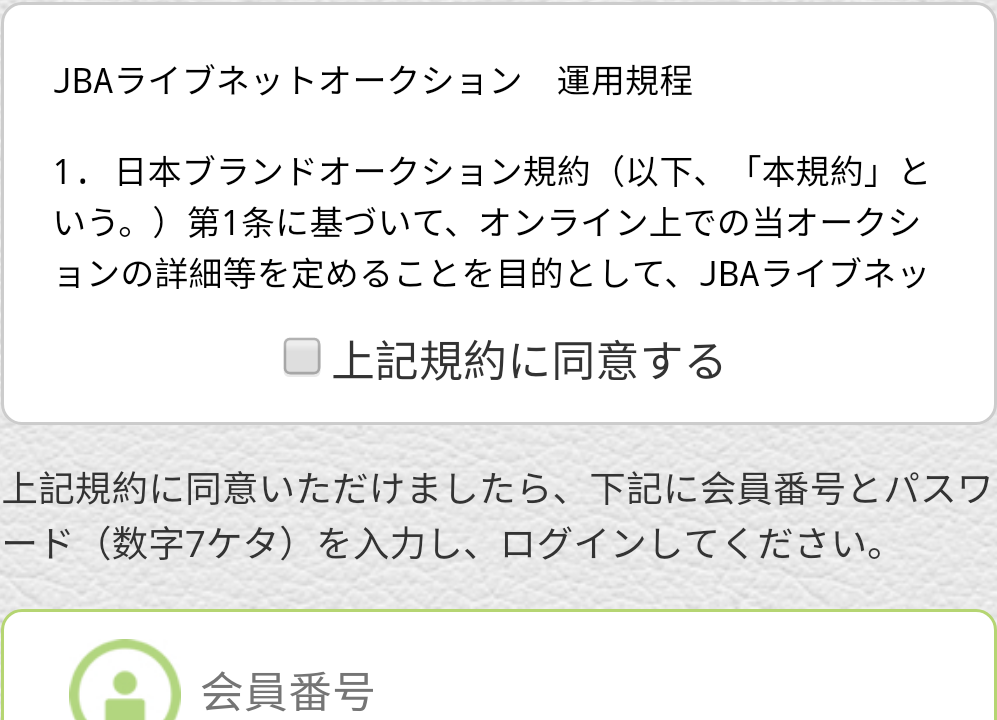 JBAライブネットオークション　運用規程
1．日本ブランドオークション規約（以下、「本規約」と
いう。）第1条に基づいて、オンライン上での当オークシ
ョンの詳細等を定めることを目的として、JBAライブネッ
上記規約に同意する
上記規約に同意いただけましたら、下記に会員番号とパスワ
ード（数字7ケタ）を入力し、ログインしてください。
会員番号